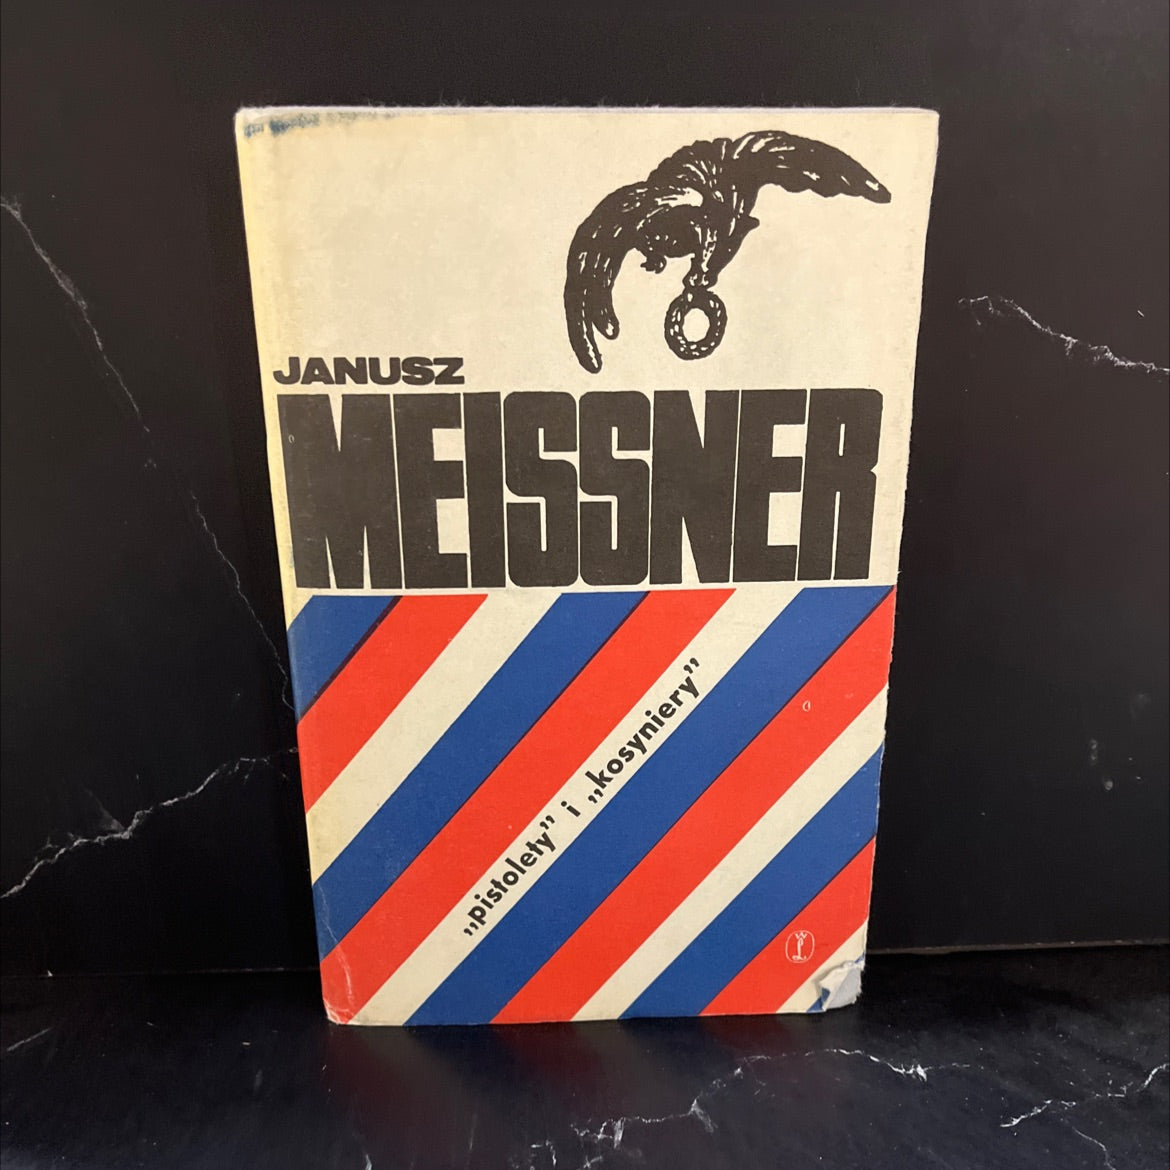 JANUSZ
MEISSNER
„pistolety” i „kosyniery”